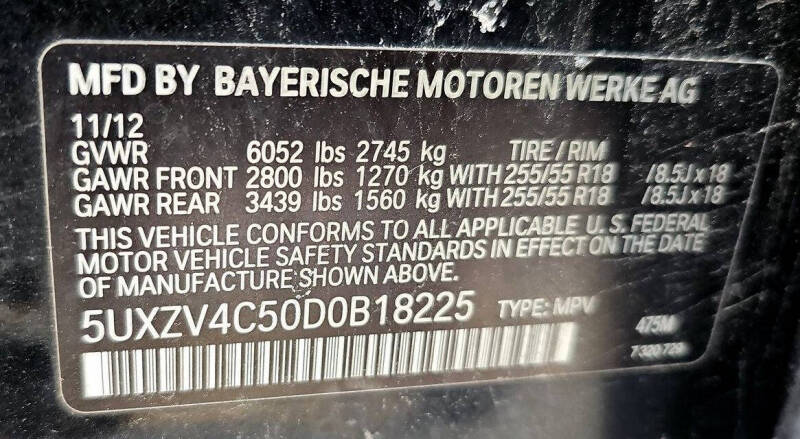 MFD BY BAYERISCHE MOTOREN WERKE AG
11/12
GVWR 6052 lbs 2745 kg TIRE / RIM
GAWR FRONT 2800 lbs 1270 kg WITH 255/55 R18 /8.5J x 18
GAWR REAR 3439 lbs 1560 kg WITH 255/55 R18 /8.5J x 18
THIS VEHICLE CONFORMS TO ALL APPLICABLE U. S. FEDERAL
MOTOR VEHICLE SAFETY STANDARDS IN EFFECT ON THE DATE
OF MANUFACTURE SHOWN ABOVE.
5UXZV4C50D0B18225 TYPE: MPV
475M